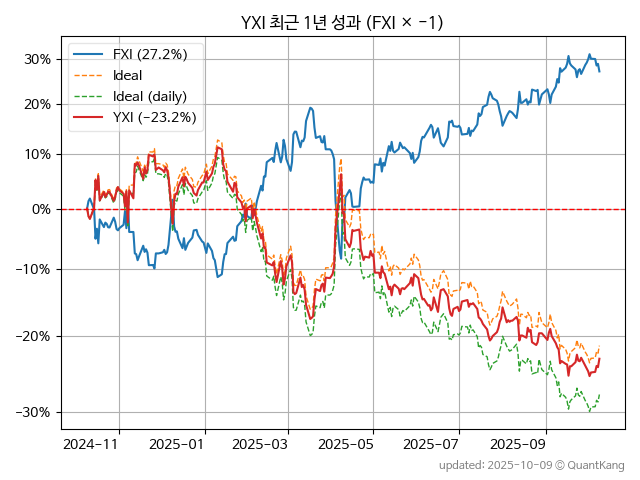 YXI 최근 1년 성과 (FXI × −1)
FXI (27.2%)
Ideal
Ideal (daily)
YXI (−23.2%)
30%
20%
10%
0%
−10%
−20%
−30%
2024-11
2025-01
2025-03
2025-05
2025-07
2025-09
updated: 2025-10-09 © QuantKang